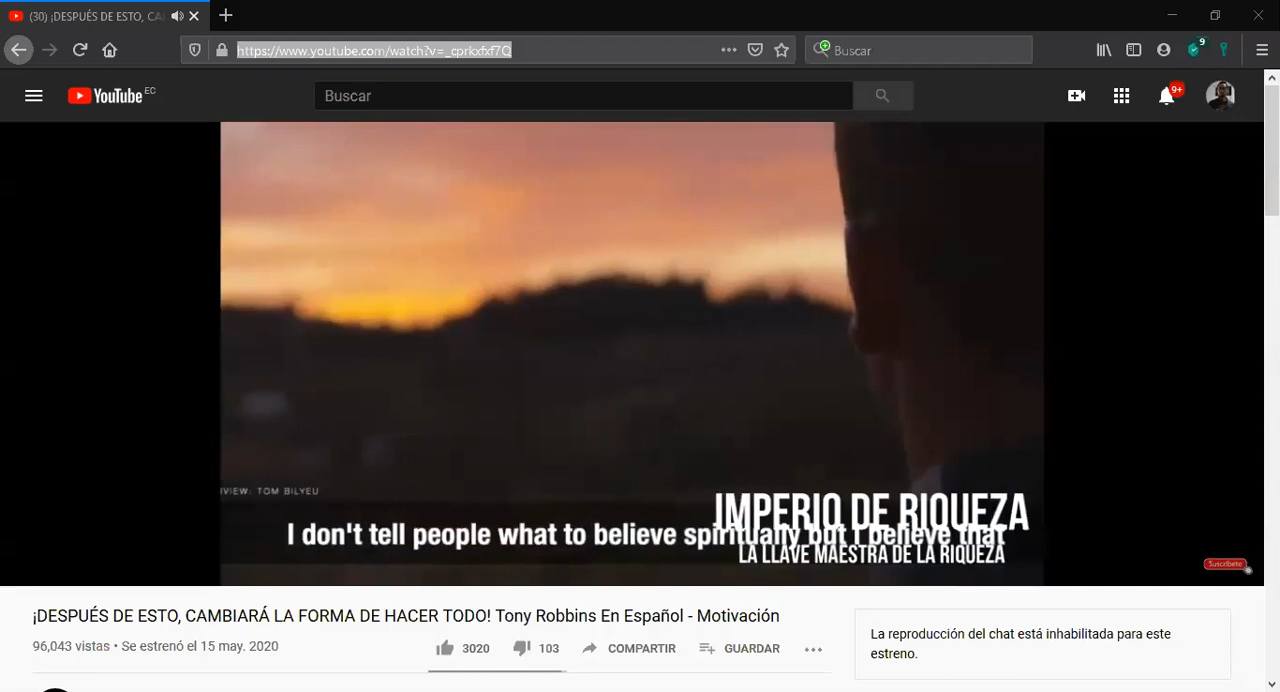 (30) ¡DESPUÉS DE ESTO, CA
https://www.youtube.com/watch?v=_cprkxfxf7Q
Buscar
9
YouTube EC
Buscar
9+
VIEW: TOM BILYEU
IMPERIO DE RIQUEZA
I don't tell people what to believe spiritually but I believe that
LA LLAVE MAESTRA DE LA RIQUEZA
Suscríbete
¡DESPUÉS DE ESTO, CAMBIARÁ LA FORMA DE HACER TODO! Tony Robbins En Español - Motivación
96,043 vistas • Se estrenó el 15 may. 2020
3020
103
COMPARTIR
GUARDAR
La reproducción del chat está inhabilitada para este
estreno.